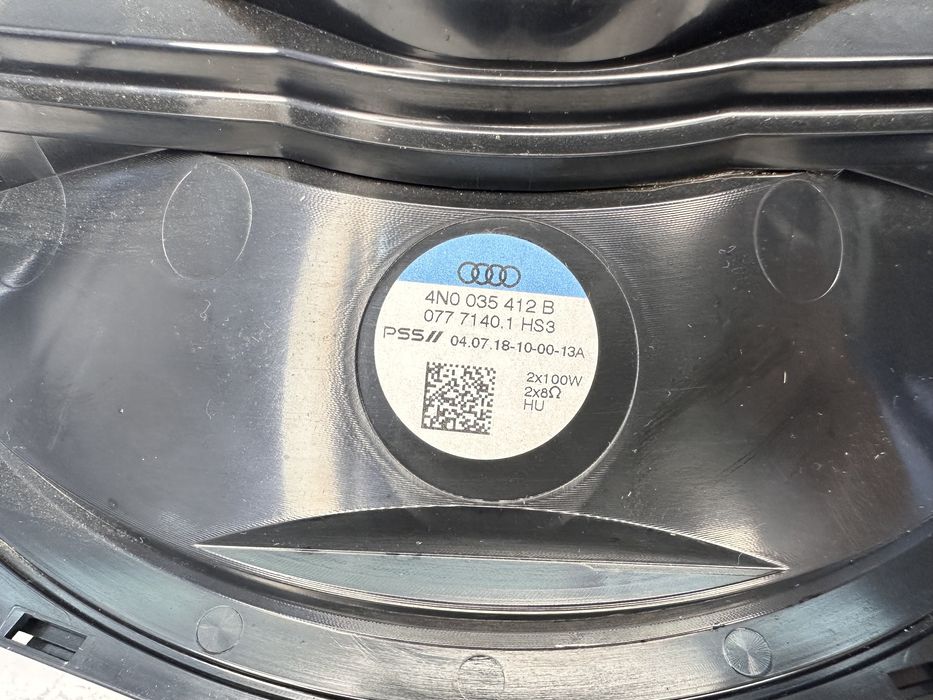 4N0 035 412 B
077 7140.1 HS3
PSS// 04.07.18-10-00-13A
2x100W
2x8Ω
HU